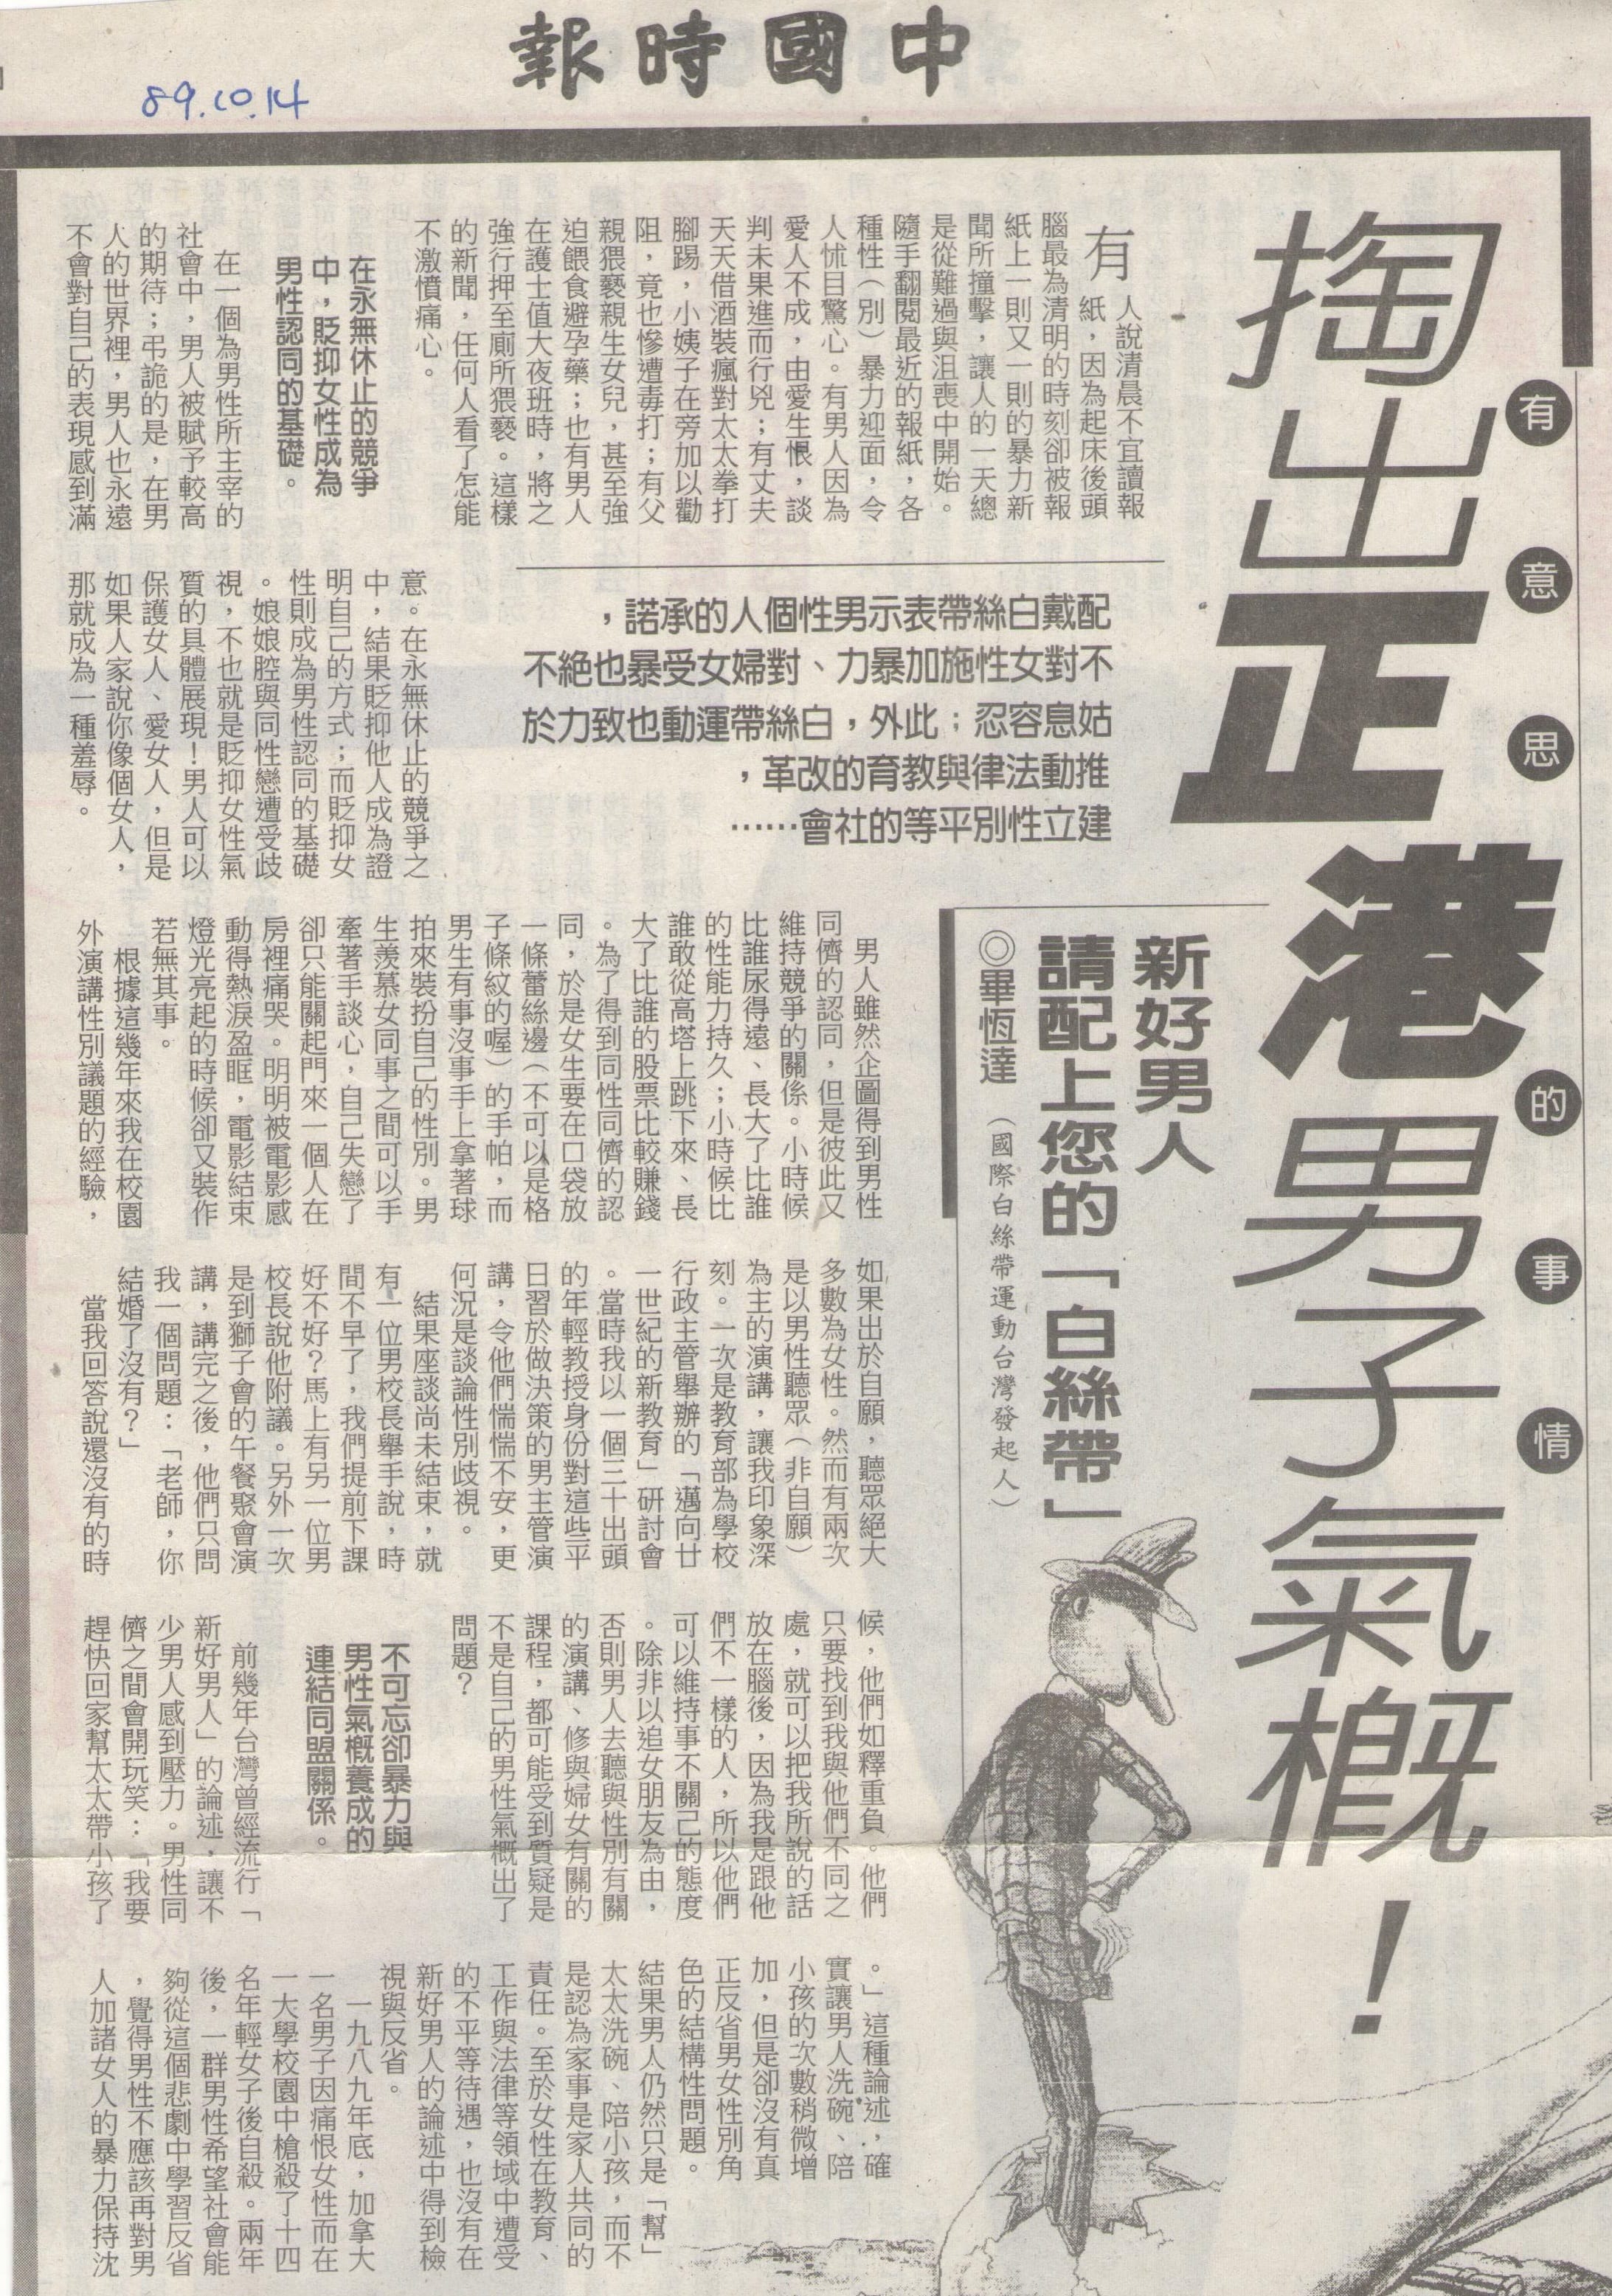 中國時報
89.10.14
有意思的事情
掏出正港男子氣概！
新好男人
請配上您的「白絲帶」
◎畢恆達 （國際白絲帶運動台灣發起人）
配戴白絲帶表示男性個人的承諾，
不對女性施加暴力、對婦女受暴也絕不
姑息容忍；此外，白絲帶運動也致力於
推動法律與教育的改革，
建立性別平等的社會……
有人說清晨不宜讀報
紙，因為起床後頭
腦最為清明的時刻卻被報
紙上一則又一則的暴力新
聞所撞擊，讓人的一天總
是從難過與沮喪中開始。
隨手翻閱最近的報紙，各
種性（別）暴力迎面，令
人怵目驚心。有男人因為
愛人不成，由愛生恨，談
判未果進而行兇；有丈夫
天天借酒裝瘋對太太拳打
腳踢，小姨子在旁加以勸
阻，竟也慘遭毒打；有父
親猥褻親生女兒，甚至強
迫餵食避孕藥；也有男人
在護士值大夜班時，將之
強行押至廁所猥褻。這樣
的新聞，任何人看了怎能
不激憤痛心。
在永無休止的競爭
中，貶抑女性成為
男性認同的基礎。
在一個為男性所主宰的
社會中，男人被賦予較高
的期待；弔詭的是，在男
人的世界裡，男人也永遠
不會對自己的表現感到滿
意。在永無休止的競爭之
中，結果貶抑他人成為證
明自己的方式；而貶抑女
性則成為男性認同的基礎
。娘娘腔與同性戀遭受歧
視，不也就是貶抑女性氣
質的具體展現！男人可以
保護女人、愛女人，但是
如果人家說你像個女人，
那就成為一種羞辱。
男人雖然企圖得到男性
同儕的認同，但是彼此又
維持競爭的關係。小時候
比誰尿得遠、長大了比誰
的性能力持久；小時候比
誰敢從高塔上跳下來、長
大了比誰的股票比較賺錢
。為了得到同性同儕的認
同，於是女生要在口袋放
一條蕾絲邊（不可以是格
子條紋的喔）的手帕，而
男生有事沒事手上拿著球
拍來裝扮自己的性別。男
生羨慕女同事之間可以手
牽著手談心，自己失戀了
卻只能關起門來一個人在
房裡痛哭。明明被電影感
動得熱淚盈眶，電影結束
燈光亮起的時候卻又裝作
若無其事。
根據這幾年來我在校園
外演講性別議題的經驗，
如果出於自願，聽眾絕大
多數為女性。然而有兩次
是以男性聽眾（非自願）
為主的演講，讓我印象深
刻。一次是教育部為學校
行政主管舉辦的「邁向廿
一世紀的新教育」研討會
。當時我以一個三十出頭
的年輕教授身份對這些平
日習於做決策的男主管演
講，令他們惴惴不安，更
何況是談論性別歧視。
結果座談尚未結束，就
有一位男校長舉手說，時
間不早了，我們提前下課
好不好？馬上有另一位男
校長說他附議。另外一次
是到獅子會的午餐聚會演
講，講完之後，他們只問
我一個問題：「老師，你
結婚了沒有？」
當我回答說還沒有的時
候，他們如釋重負。他們
只要找到我與他們不同之
處，就可以把我所說的話
放在腦後，因為我是跟他
們不一樣的人，所以他們
可以維持事不關己的態度
。除非以追女朋友為由，
否則男人去聽與性別有關
的演講、修與婦女有關的
課程，都可能受到質疑是
不是自己的男性氣概出了
問題？
不可忘卻暴力與
男性氣概養成的
連結同盟關係。
前幾年台灣曾經流行「
新好男人」的論述，讓不
少男人感到壓力。男性同
儕之間會開玩笑：「我要
趕快回家幫太太帶小孩了
。」這種論述，確
實讓男人洗碗、陪
小孩的次數稍微增
加，但是卻沒有真
正反省男女性別角
色的結構性問題。
結果男人仍然只是「幫」
太太洗碗、陪小孩，而不
是認為家事是家人共同的
責任。至於女性在教育、
工作與法律等領域中遭受
的不平等待遇，也沒有在
新好男人的論述中得到檢
視與反省。
一九八九年底，加拿大
一名男子因痛恨女性而在
一大學校園中槍殺了十四
名年輕女子後自殺。兩年
後，一群男性希望社會能
夠從這個悲劇中學習反省
，覺得男性不應該再對男
人加諸女人的暴力保持沈